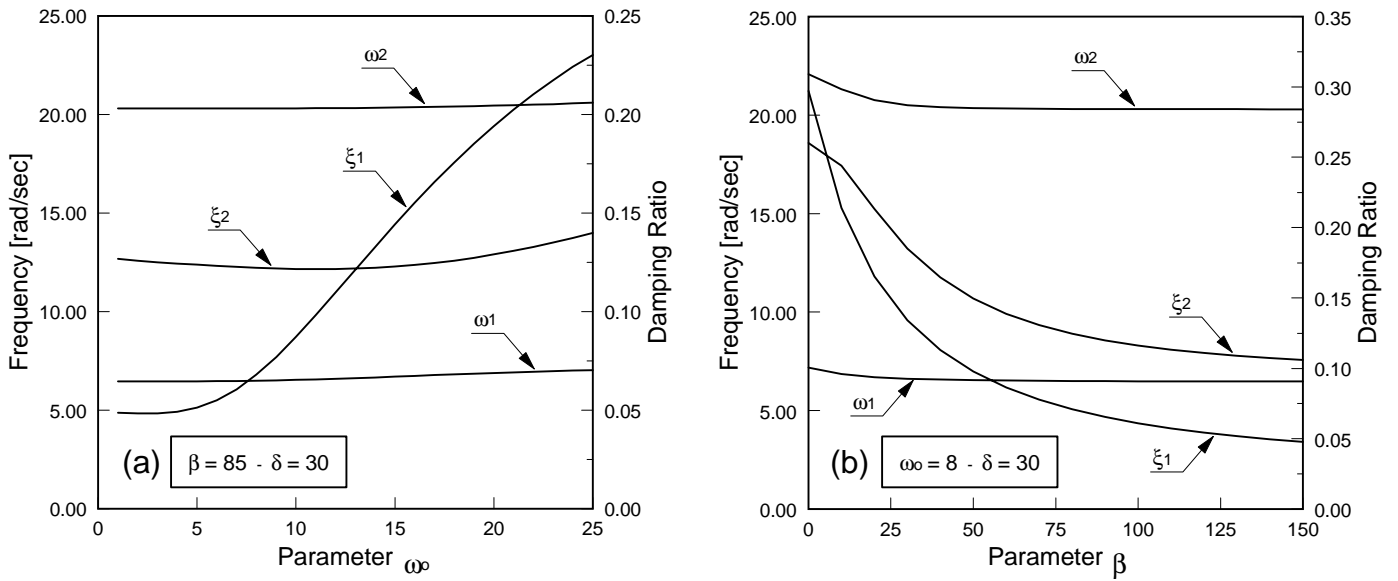 25.00
20.00
15.00
10.00
5.00
0.00
Frequency [rad/sec]
0.25
0.20
0.15
0.10
0.05
0.00
Damping Ratio
ω2
ξ1
ξ2
ω1
(a)
β = 85 - δ = 30
0 5 10 15 20 25
Parameter ωo
25.00
20.00
15.00
10.00
5.00
0.00
Frequency [rad/sec]
0.35
0.30
0.25
0.20
0.15
0.10
0.05
0.00
Damping Ratio
ω2
ξ2
ω1
ξ1
(b)
ωo = 8 - δ = 30
0 25 50 75 100 125 150
Parameter β